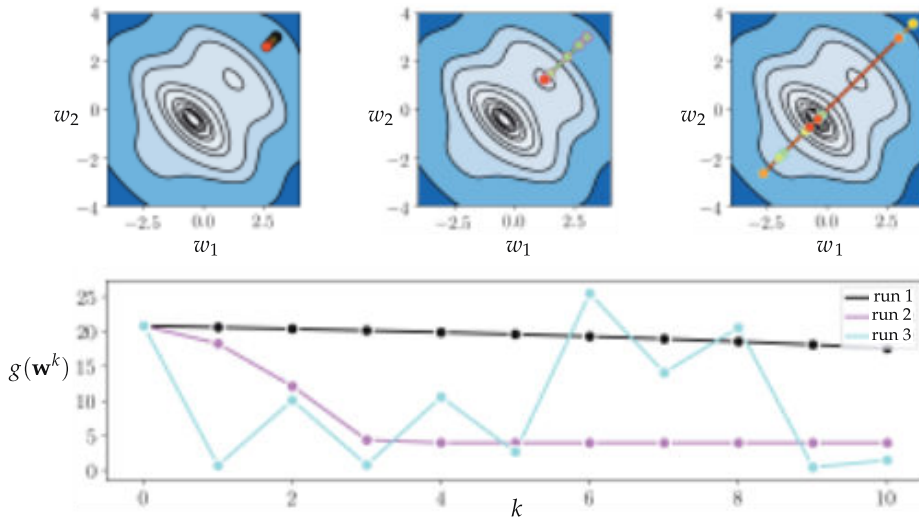 4 4 4
2 2 2
w₂ 0 w₂ 0 w₂ 0
−2 −2 −2
−4 −4 −4
−2.5 0.0 2.5 −2.5 0.0 2.5 −2.5 0.0 2.5
w₁ w₁ w₁
25 run 1
20 run 2
run 3
15
g(wᵏ)
10
5
0
0 2 4 6 8 10
k